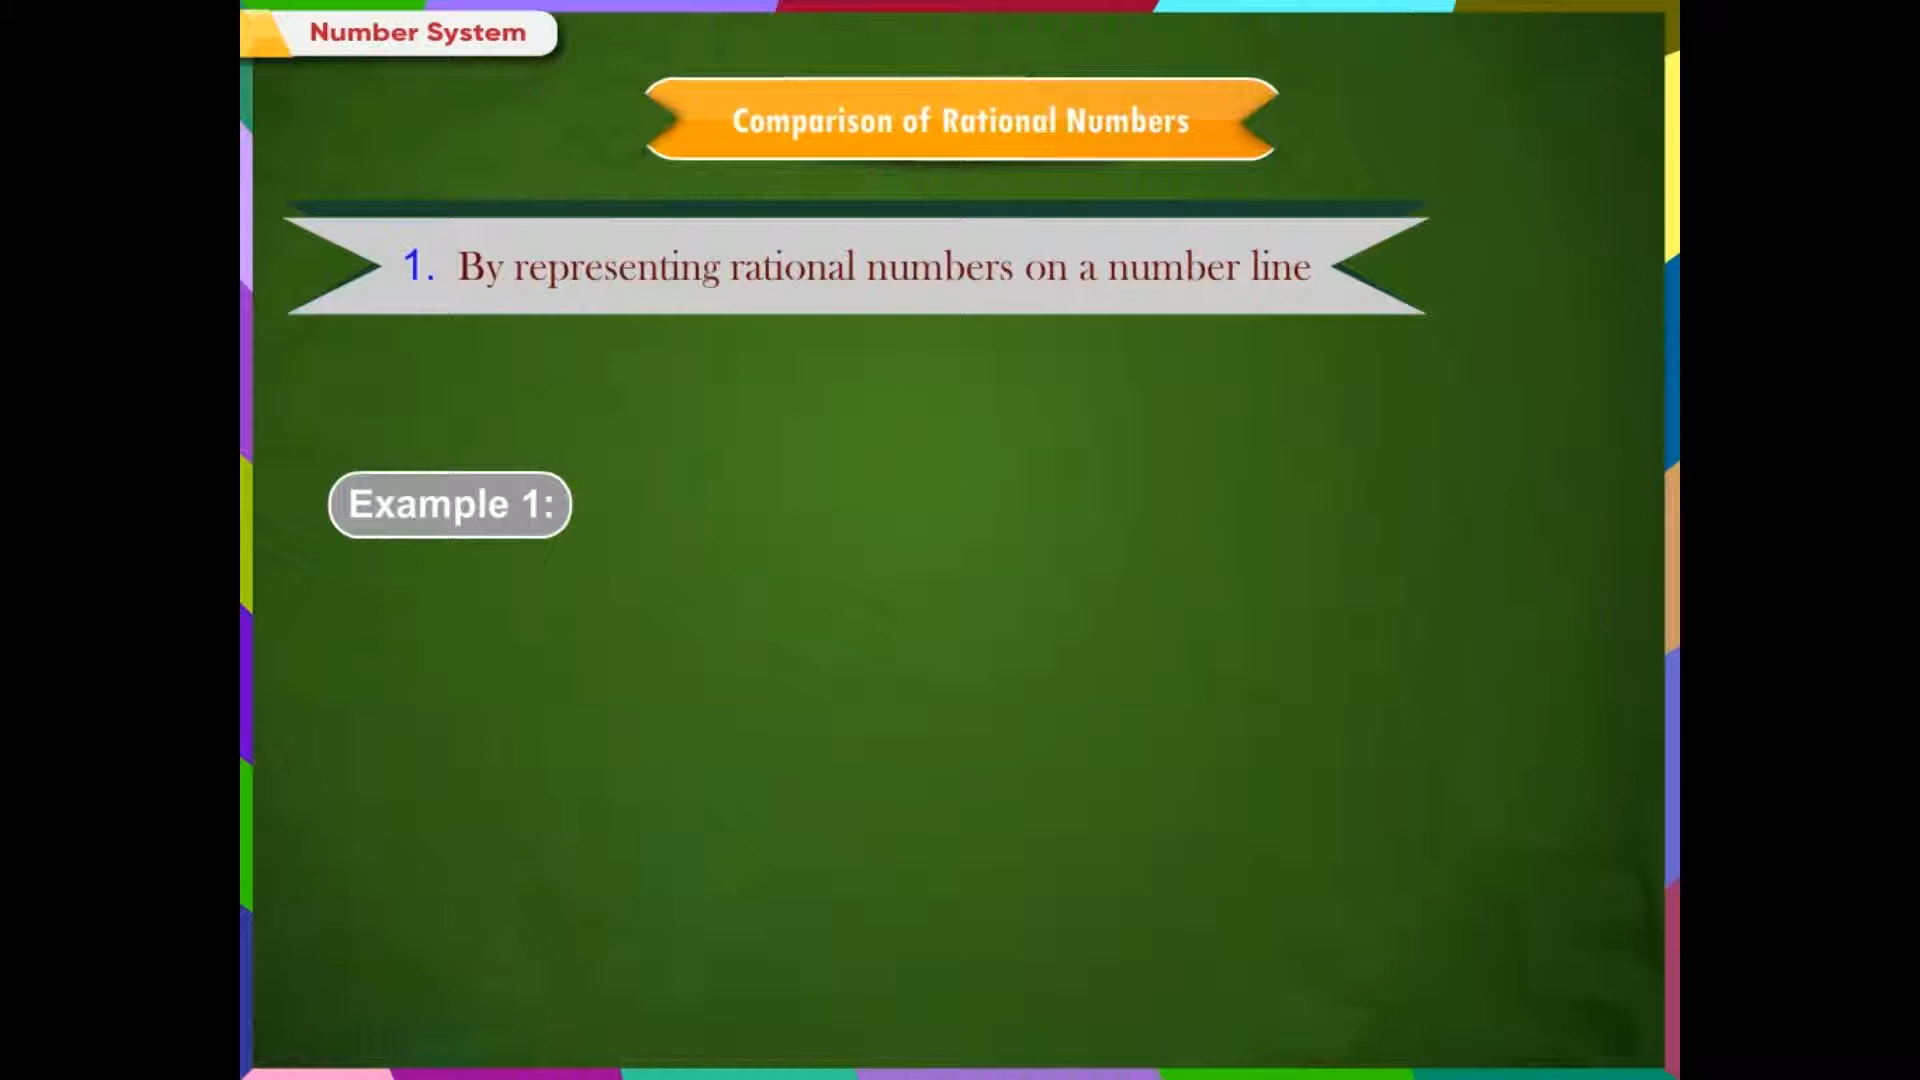 Number System
Comparison of Rational Numbers
1. By representing rational numbers on a number line
Example 1: